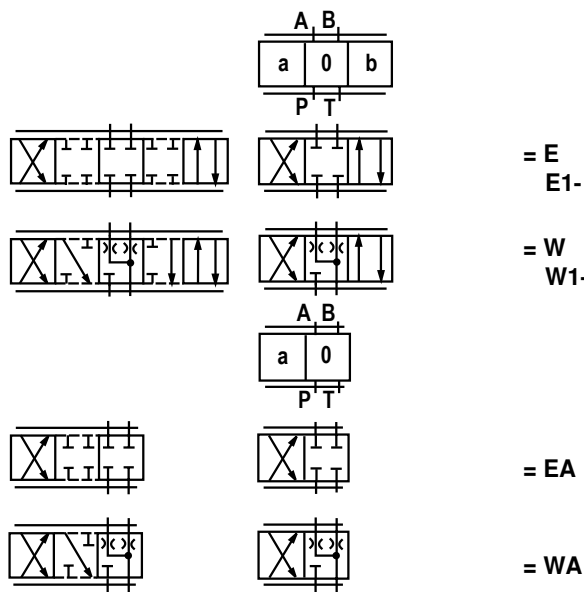 A B
a 0 b
P T
= E
E1-
= W
W1-
A B
a 0
P T
= EA
= WA